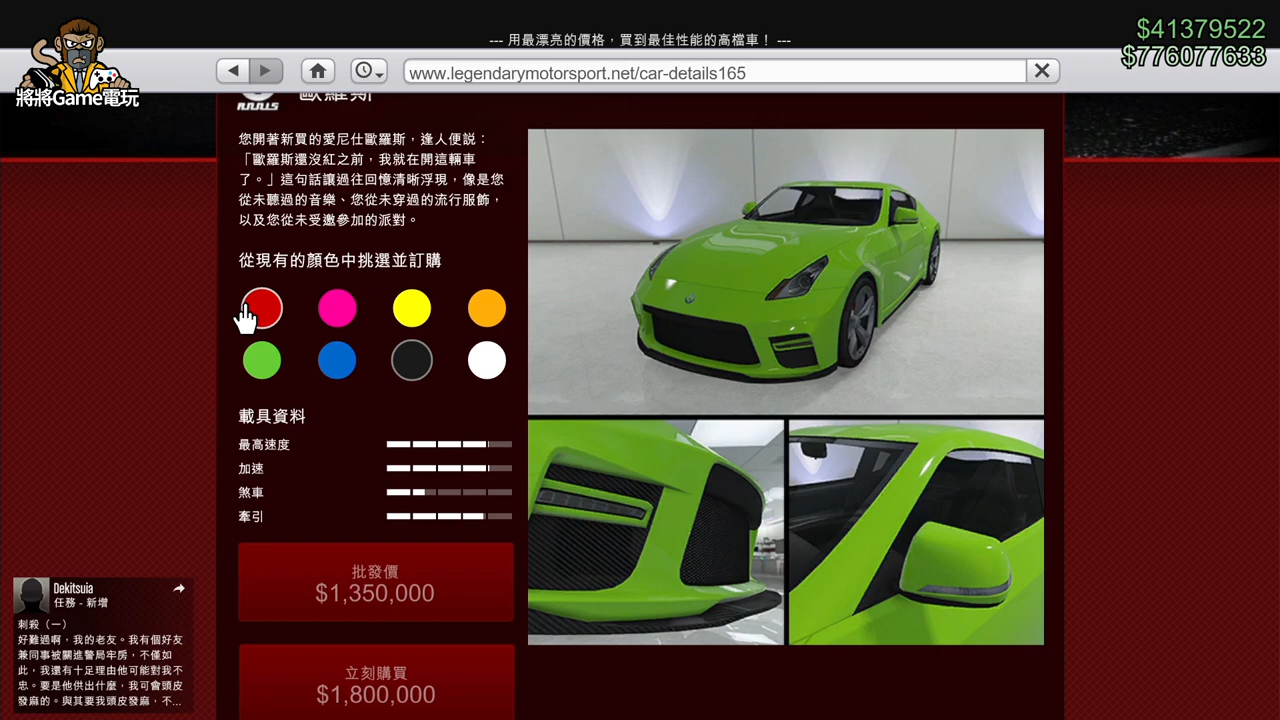 --- 用最漂亮的價格，買到最佳性能的高檔車！ ---
$41379522
$776077633
將將Game電玩
www.legendarymotorsport.net/car-details165
ANNIS
歐羅斯
您開著新買的愛尼仕歐羅斯，逢人便説：
「歐羅斯還沒紅之前，我就在開這輛車
了。」這句話讓過往回憶清晰浮現，像是您
從未聽過的音樂、您從未穿過的流行服飾，
以及您從未受邀參加的派對。
從現有的顏色中挑選並訂購
載具資料
最高速度
加速
煞車
牽引
批發價
$1,350,000
立刻購買
$1,800,000
Dekitsuia
任務 - 新增
刺殺（一）
好難過啊，我的老友。我有個好友
兼同事被關進警局牢房，不僅如
此，我還有十足理由他可能對我不
忠。要是他供出什麼，我可會頭皮
發麻的。與其要我頭皮發麻，不...